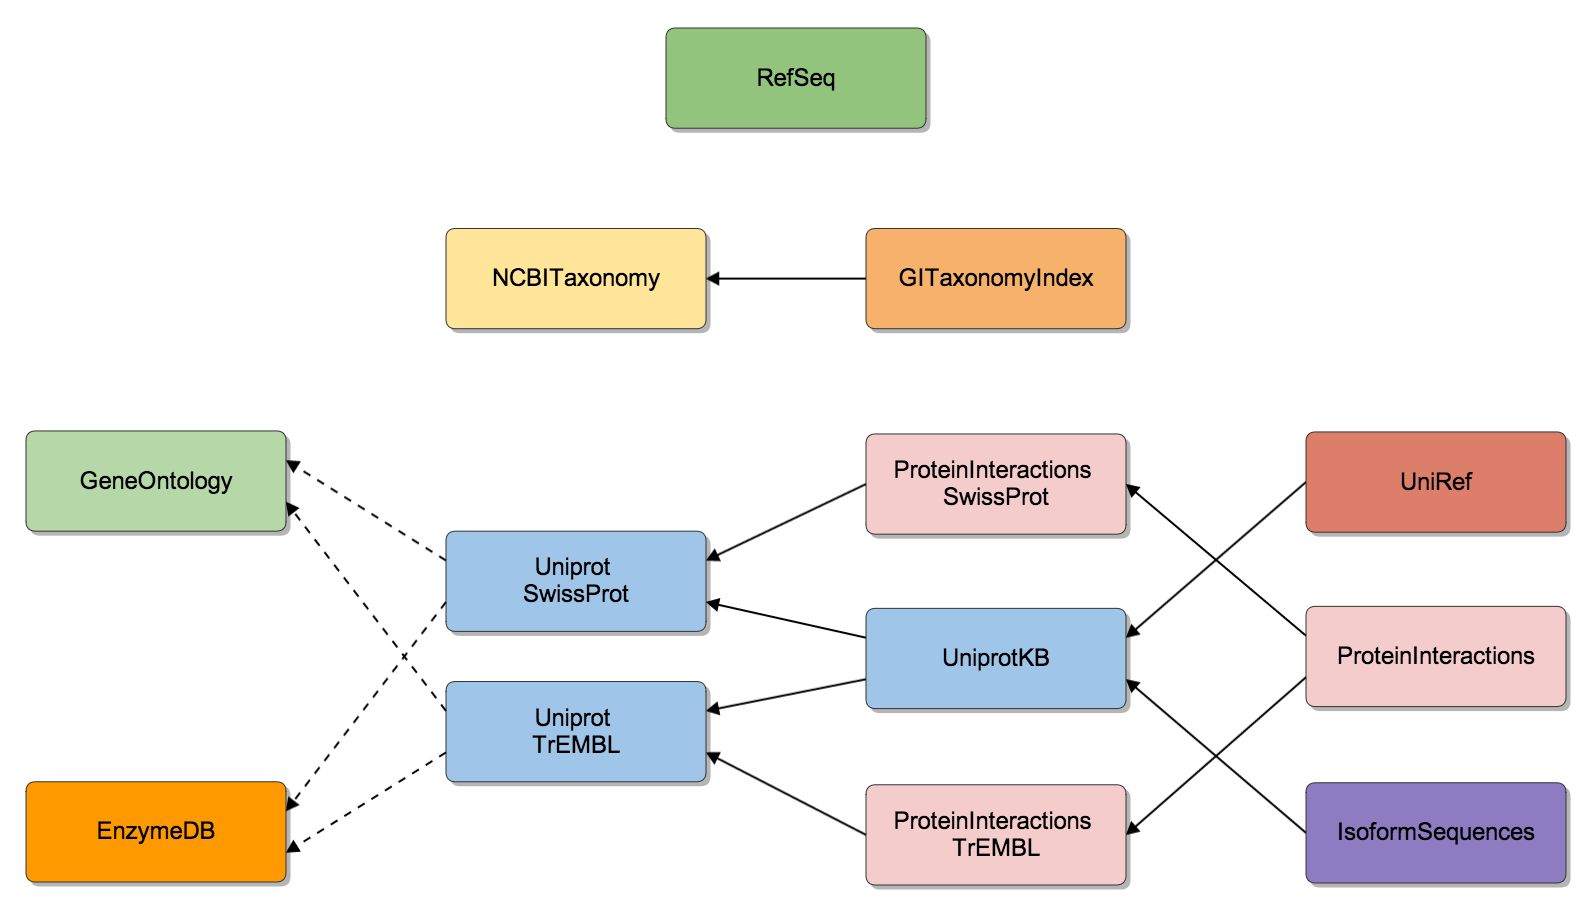 RefSeq
NCBITaxonomy
GITaxonomyIndex
GeneOntology
ProteinInteractions
SwissProt
UniRef
Uniprot
SwissProt
UniprotKB
ProteinInteractions
Uniprot
TrEMBL
EnzymeDB
ProteinInteractions
TrEMBL
IsoformSequences